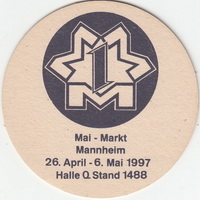 Mai - Markt
Mannheim
26. April - 6. Mai 1997
Halle Q. Stand 1488